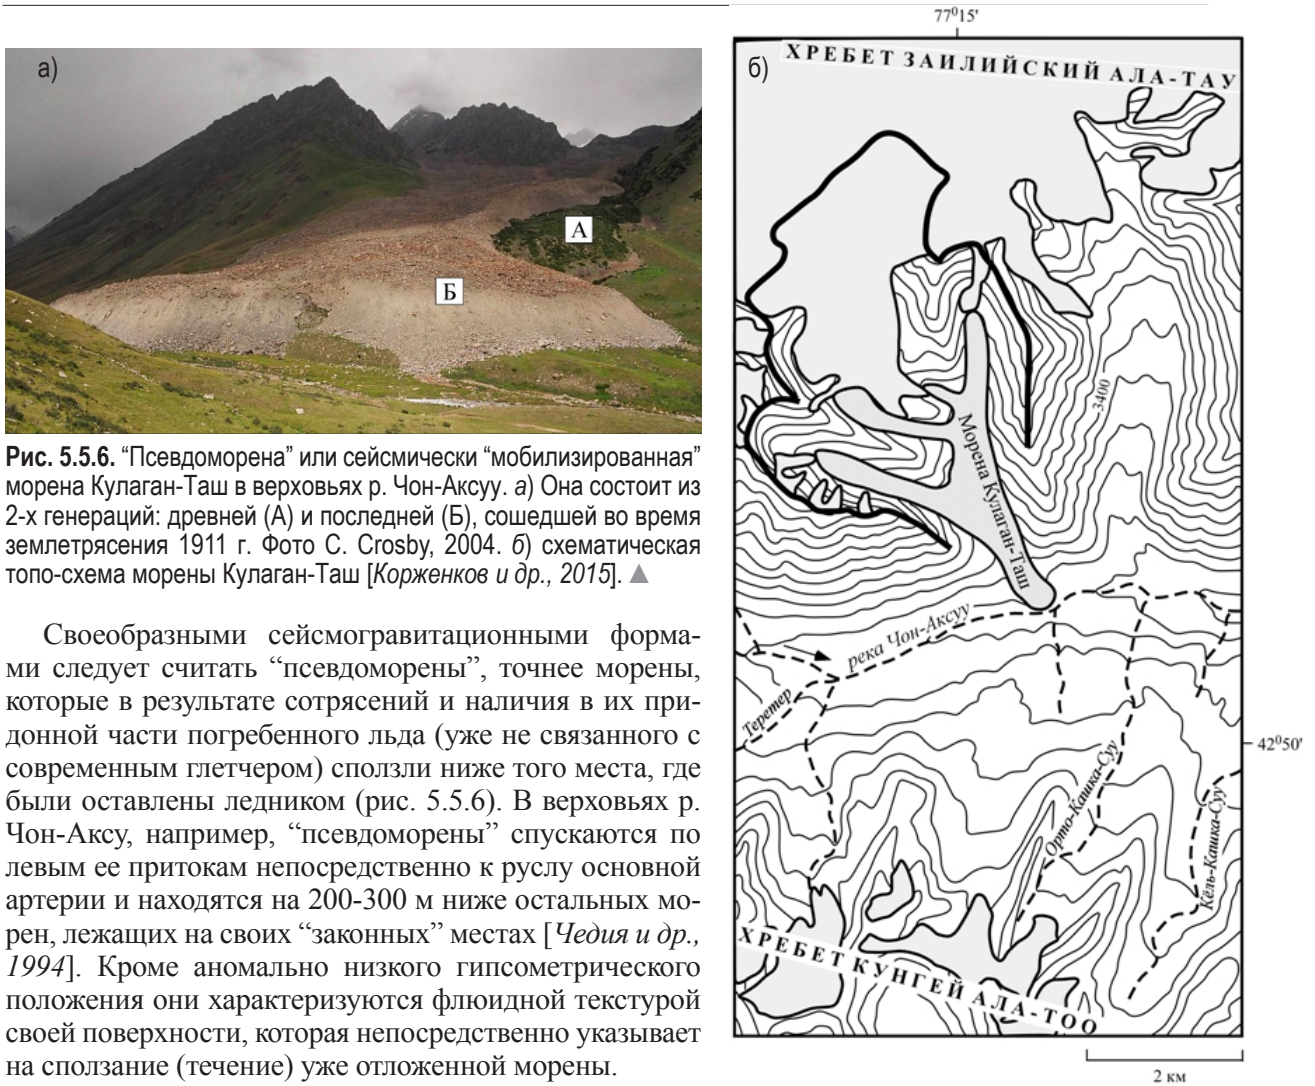 а)
А
Б
Рис. 5.5.6. “Псевдоморена” или сейсмически “мобилизированная”
морена Кулаган-Таш в верховьях р. Чон-Аксуу. а) Она состоит из
2-х генераций: древней (А) и последней (Б), сошедшей во время
землетрясения 1911 г. Фото С. Crosby, 2004. б) схематическая
топо-схема морены Кулаган-Таш [Корженков и др., 2015]. ▲
Своеобразными сейсмогравитационными форма-
ми следует считать “псевдоморены”, точнее морены,
которые в результате сотрясений и наличия в их при-
донной части погребенного льда (уже не связанного с
современным глетчером) сползли ниже того места, где
были оставлены ледником (рис. 5.5.6). В верховьях р.
Чон-Аксу, например, “псевдоморены” спускаются по
левым ее притокам непосредственно к руслу основной
артерии и находятся на 200-300 м ниже остальных мо-
рен, лежащих на своих “законных” местах [Чедия и др.,
1994]. Кроме аномально низкого гипсометрического
положения они характеризуются флюидной текстурой
своей поверхности, которая непосредственно указывает
на сползание (течение) уже отложенной морены.
77⁰15'
б)
ХРЕБЕТ ЗАИЛИЙСКИЙ АЛА-ТАУ
3400
Морена Кулаган-Таш
река Чон-Аксуу
Теретер
42⁰50'
Орто-Кашка-Суу
Кёль-Кашка-Суу
ХРЕБЕТ КУНГЕЙ АЛА-ТОО
2 км